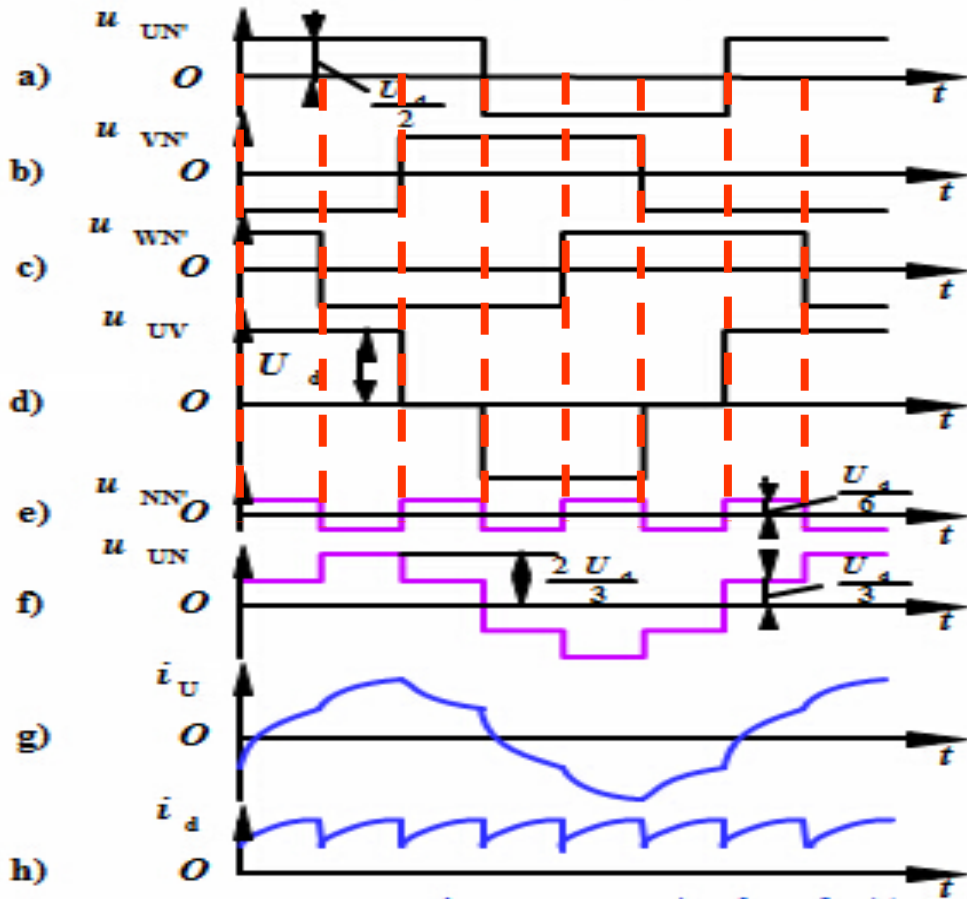 u UN'
a) O t
U d
2
u VN'
b) O t
u WN'
c) O t
u UV
U d
d) O t
u NN'
U d
6
e) O
u UN
2 U d
3
U d
3
f) O t
i U
g) O t
i d
h) O t